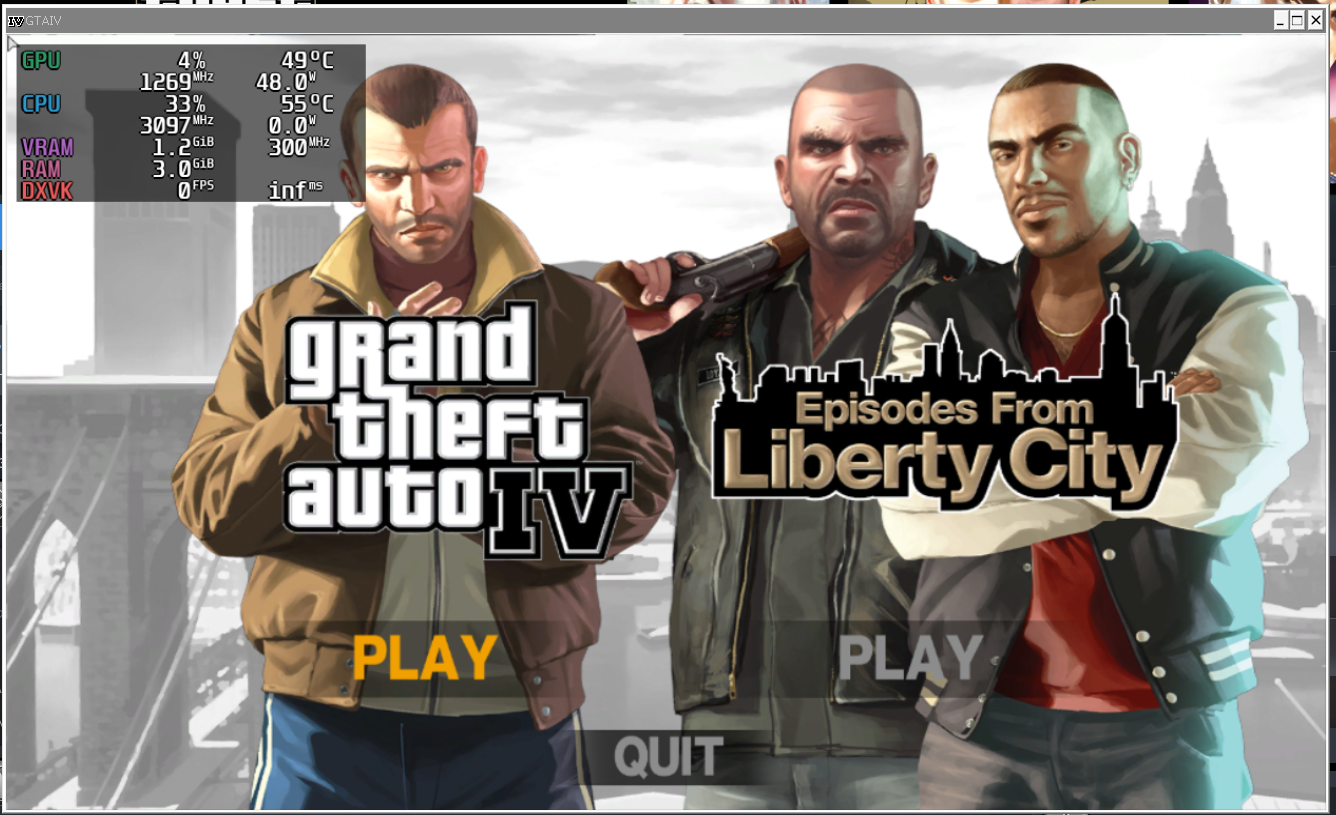 IV GTAIV
GPU 4% 49°C
1269MHz 48.0W
CPU 33% 55°C
3097MHz 0.0W
VRAM 1.2GiB 300MHz
RAM 3.0GiB
DXVK 0FPS infms
grand
theft
auto IV
Episodes From
Liberty City
PLAY
PLAY
QUIT